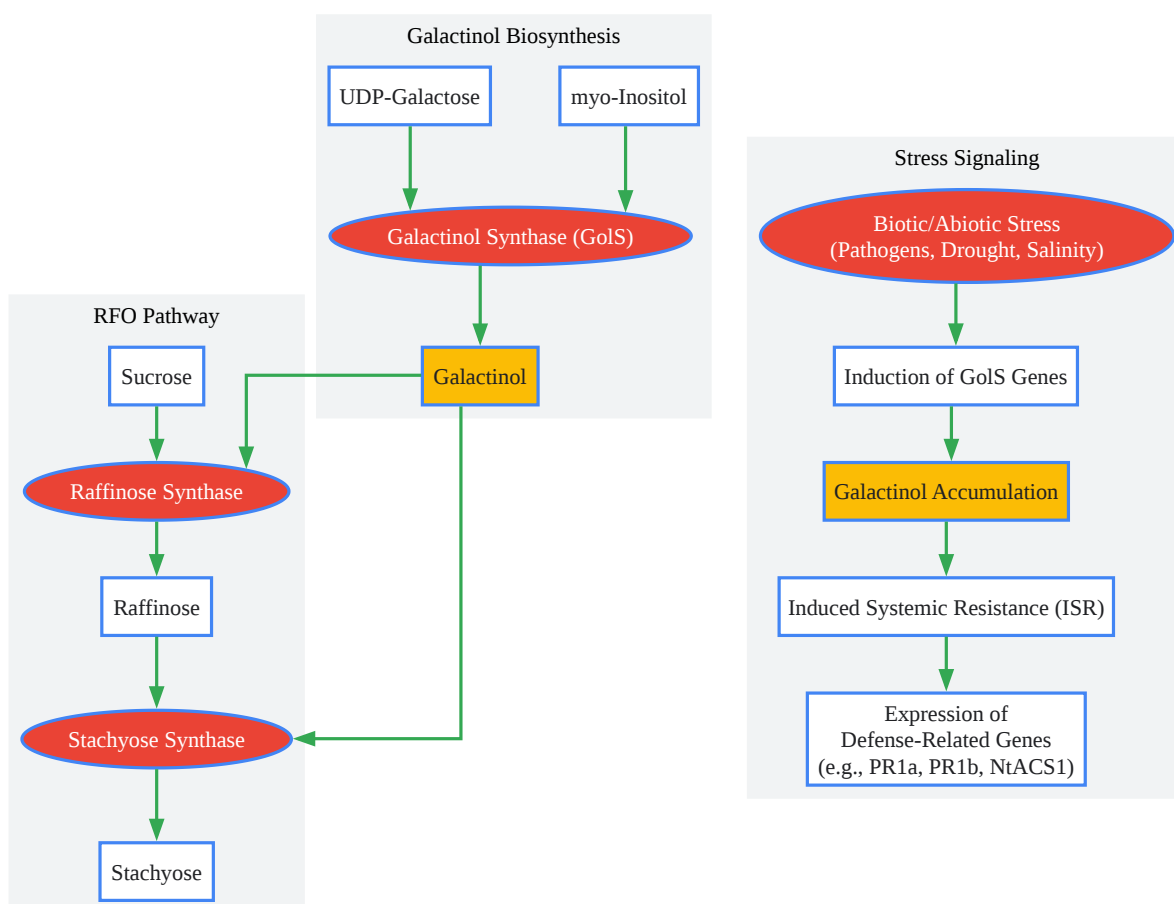 Galactinol Biosynthesis
UDP-Galactose
myo-Inositol
Galactinol Synthase (GolS)
Galactinol
RFO Pathway
Sucrose
Raffinose Synthase
Raffinose
Stachyose Synthase
Stachyose
Stress Signaling
Biotic/Abiotic Stress
(Pathogens, Drought, Salinity)
Induction of GolS Genes
Galactinol Accumulation
Induced Systemic Resistance (ISR)
Expression of
Defense-Related Genes
(e.g., PR1a, PR1b, NtACS1)